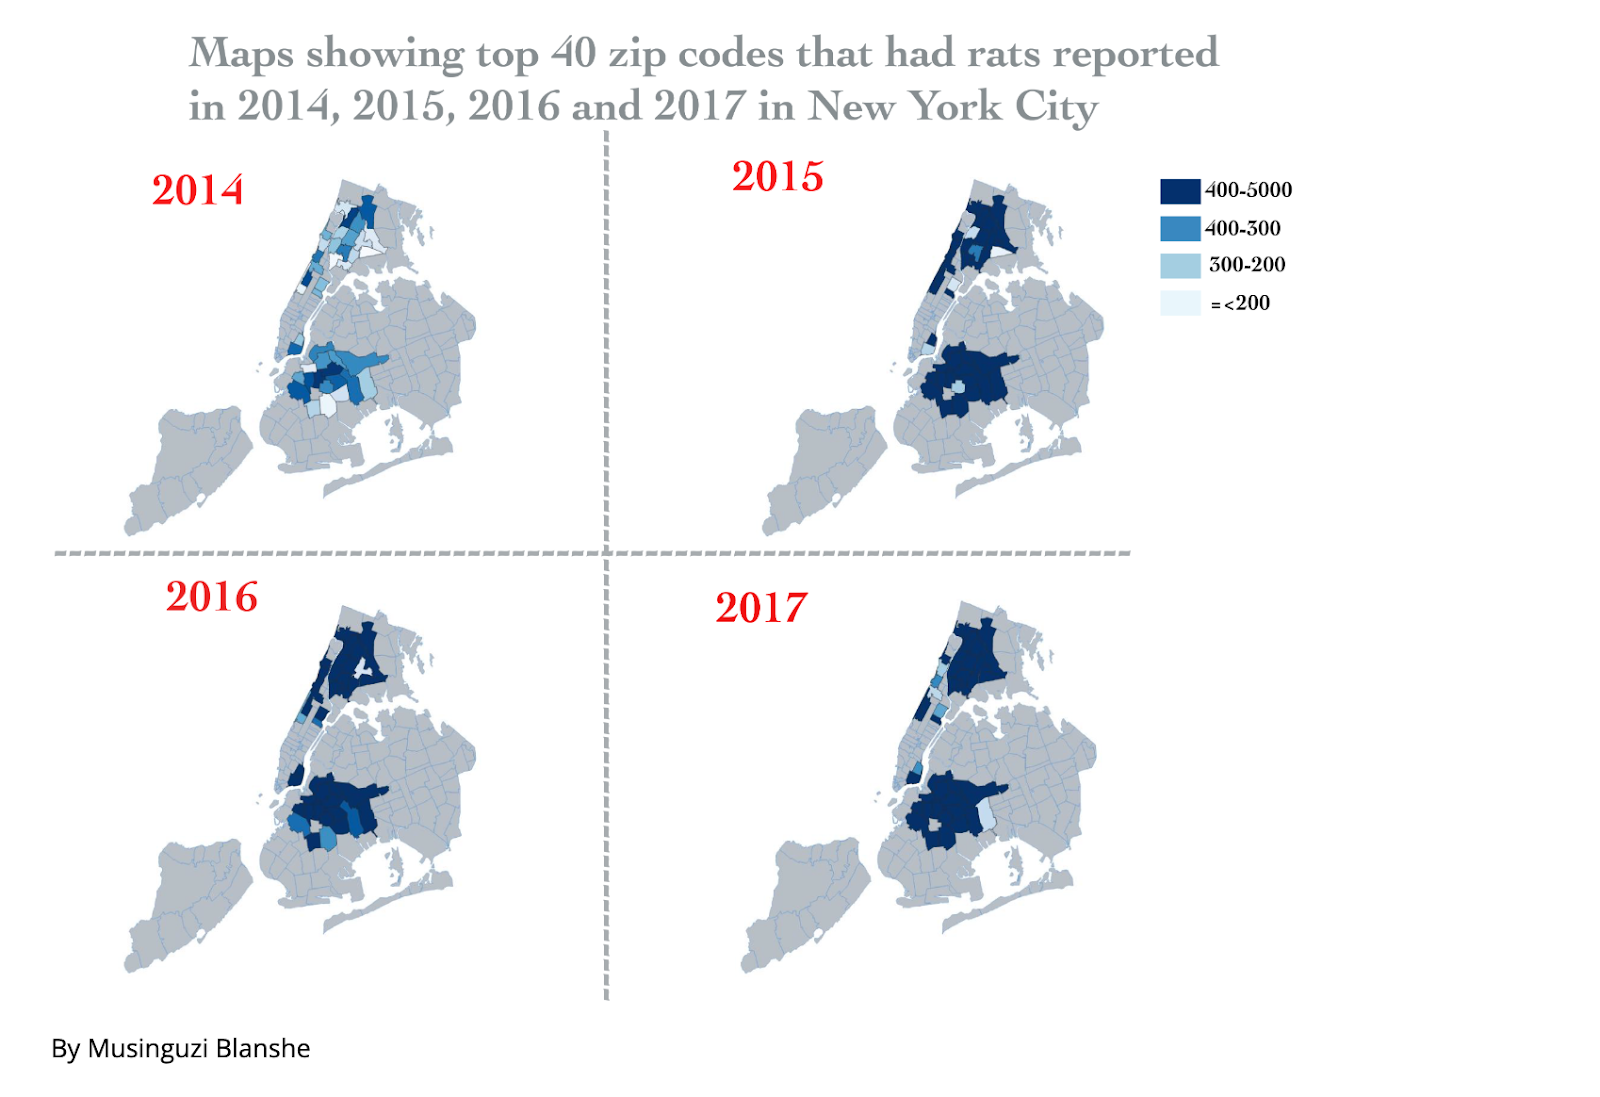 Maps showing top 40 zip codes that had rats reported
in 2014, 2015, 2016 and 2017 in New York City
2014
2015
400-5000
400-300
300-200
=<200
2016
2017
By Musinguzi Blanshe